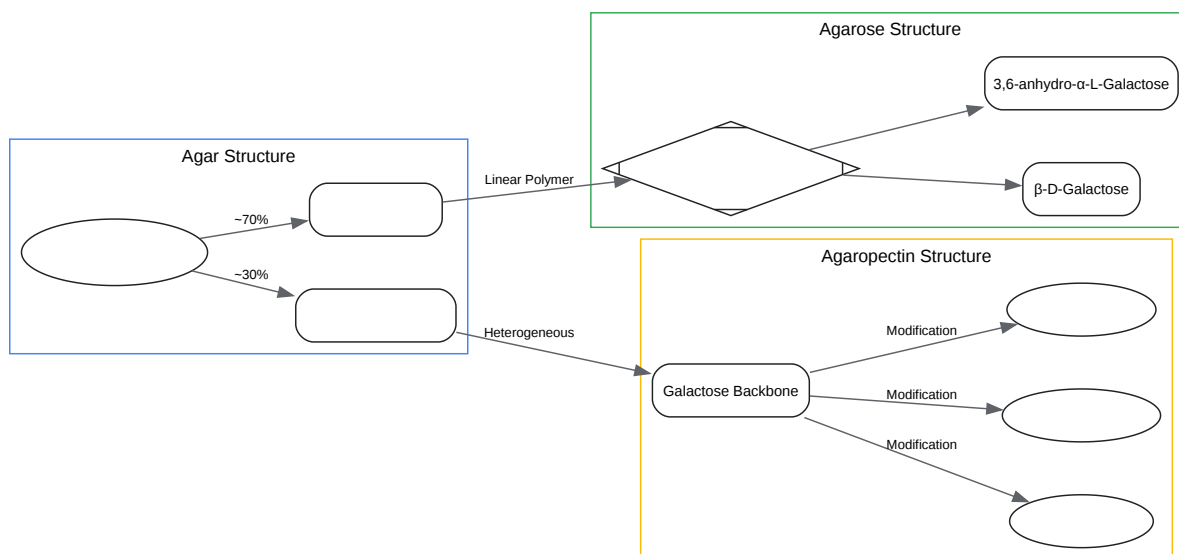 Agar Structure
~70%
~30%
Linear Polymer
Heterogeneous
Agarose Structure
3,6-anhydro-α-L-Galactose
β-D-Galactose
Agaropectin Structure
Galactose Backbone
Modification
Modification
Modification